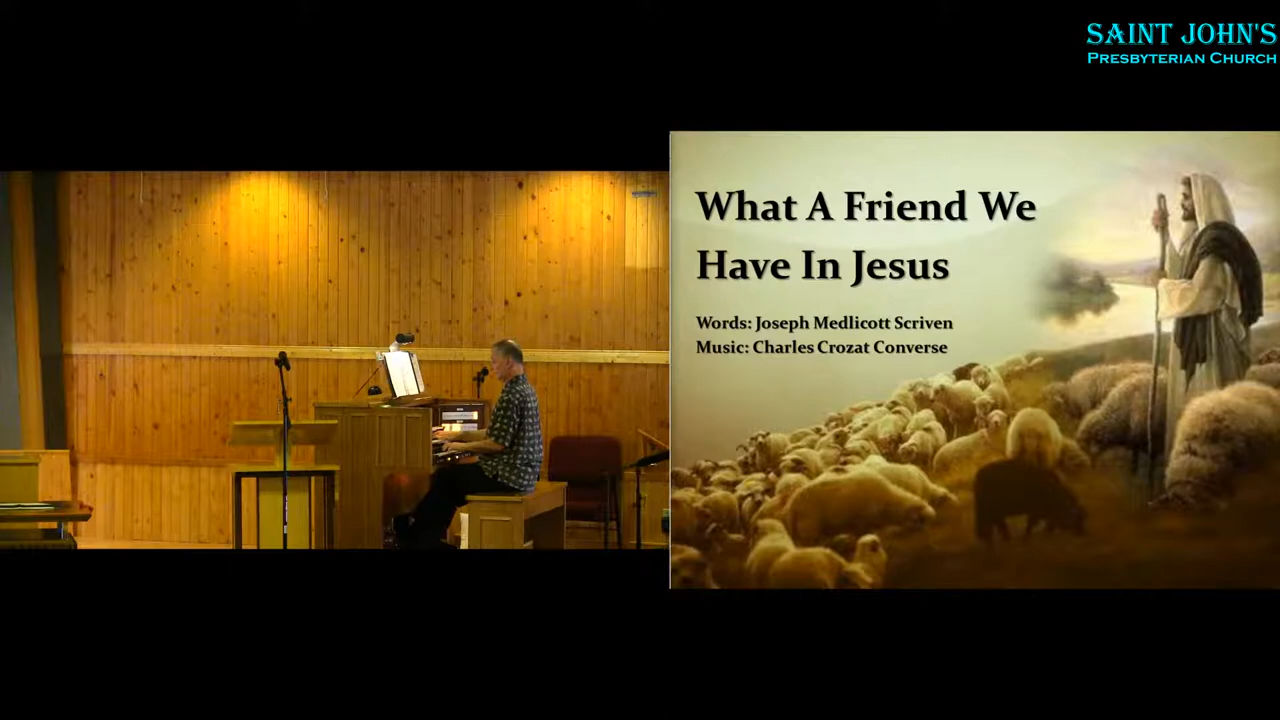 SAINT JOHN'S
PRESBYTERIAN CHURCH
What A Friend We
Have In Jesus
Words: Joseph Medlicott Scriven
Music: Charles Crozat Converse